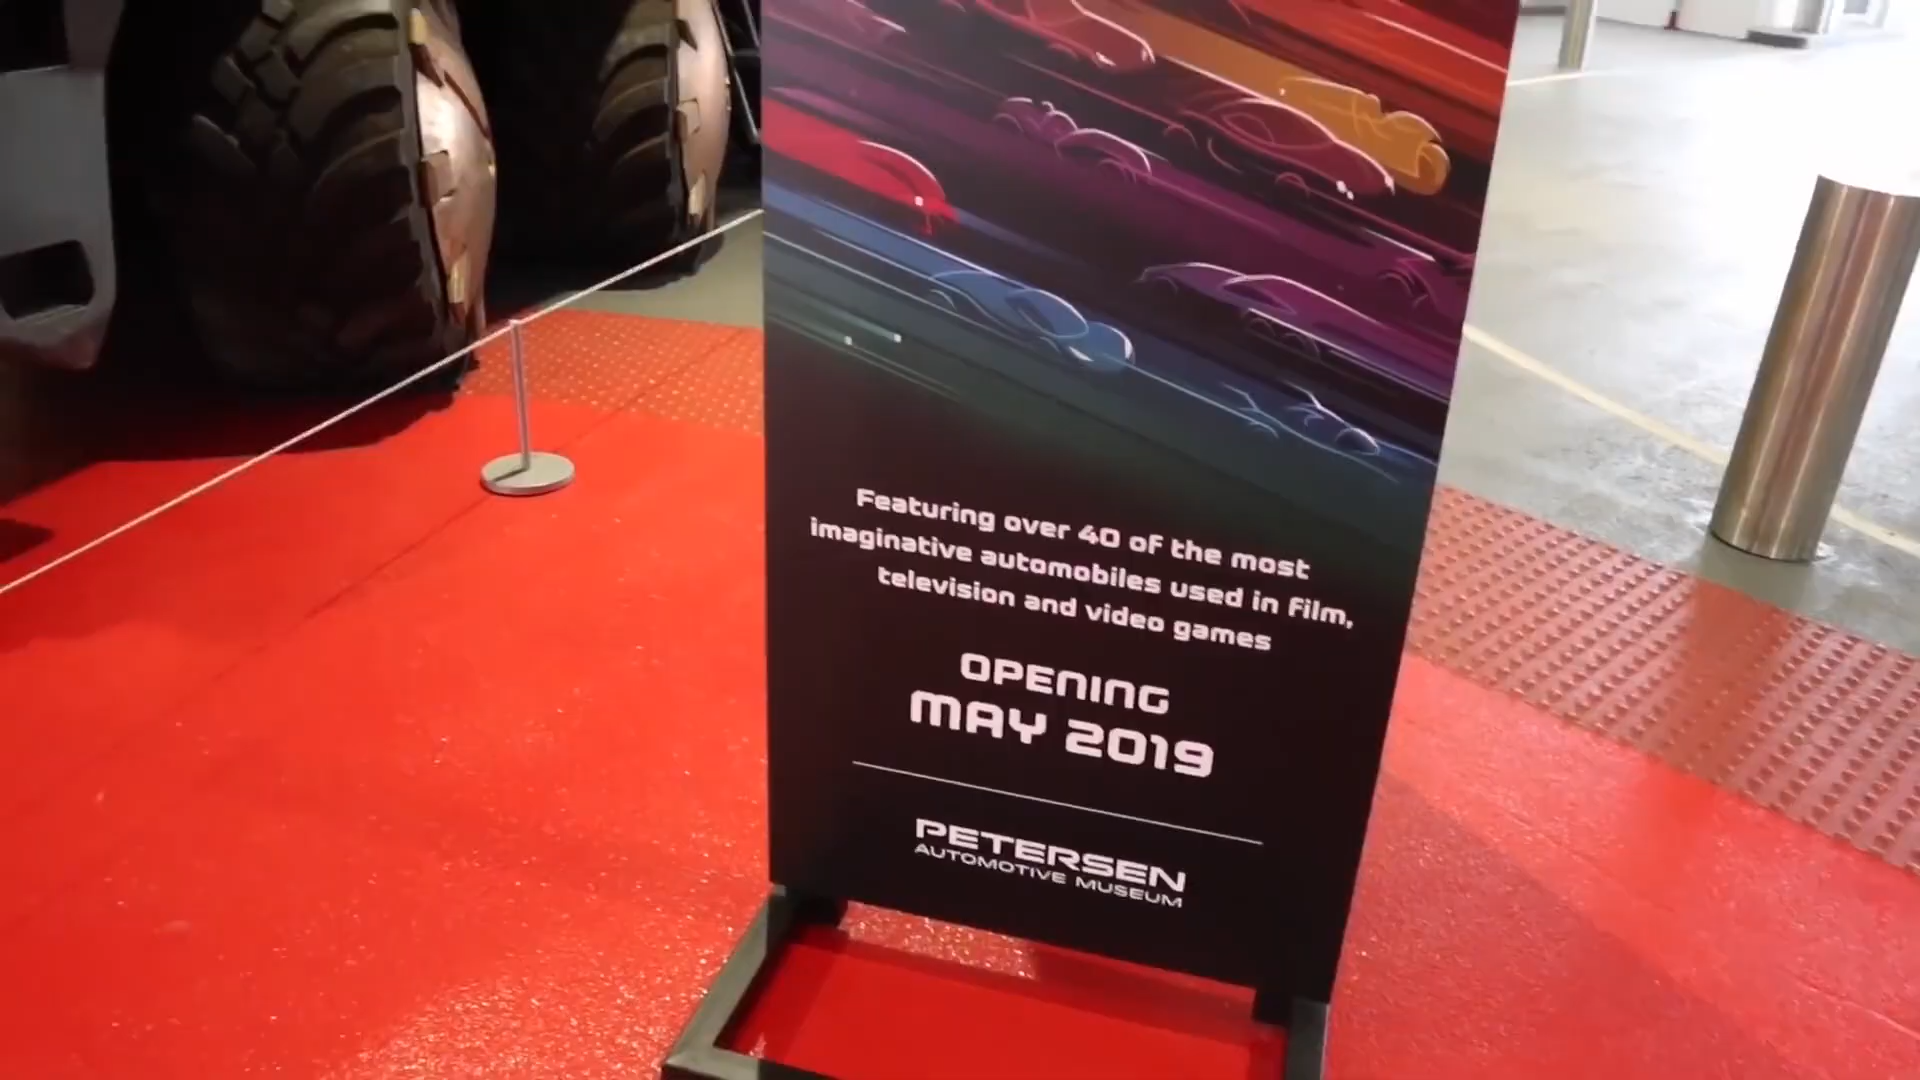 Featuring over 40 of the most
imaginative automobiles used in film,
television and video games
OPENING
MAY 2019
PETERSEN
AUTOMOTIVE MUSEUM